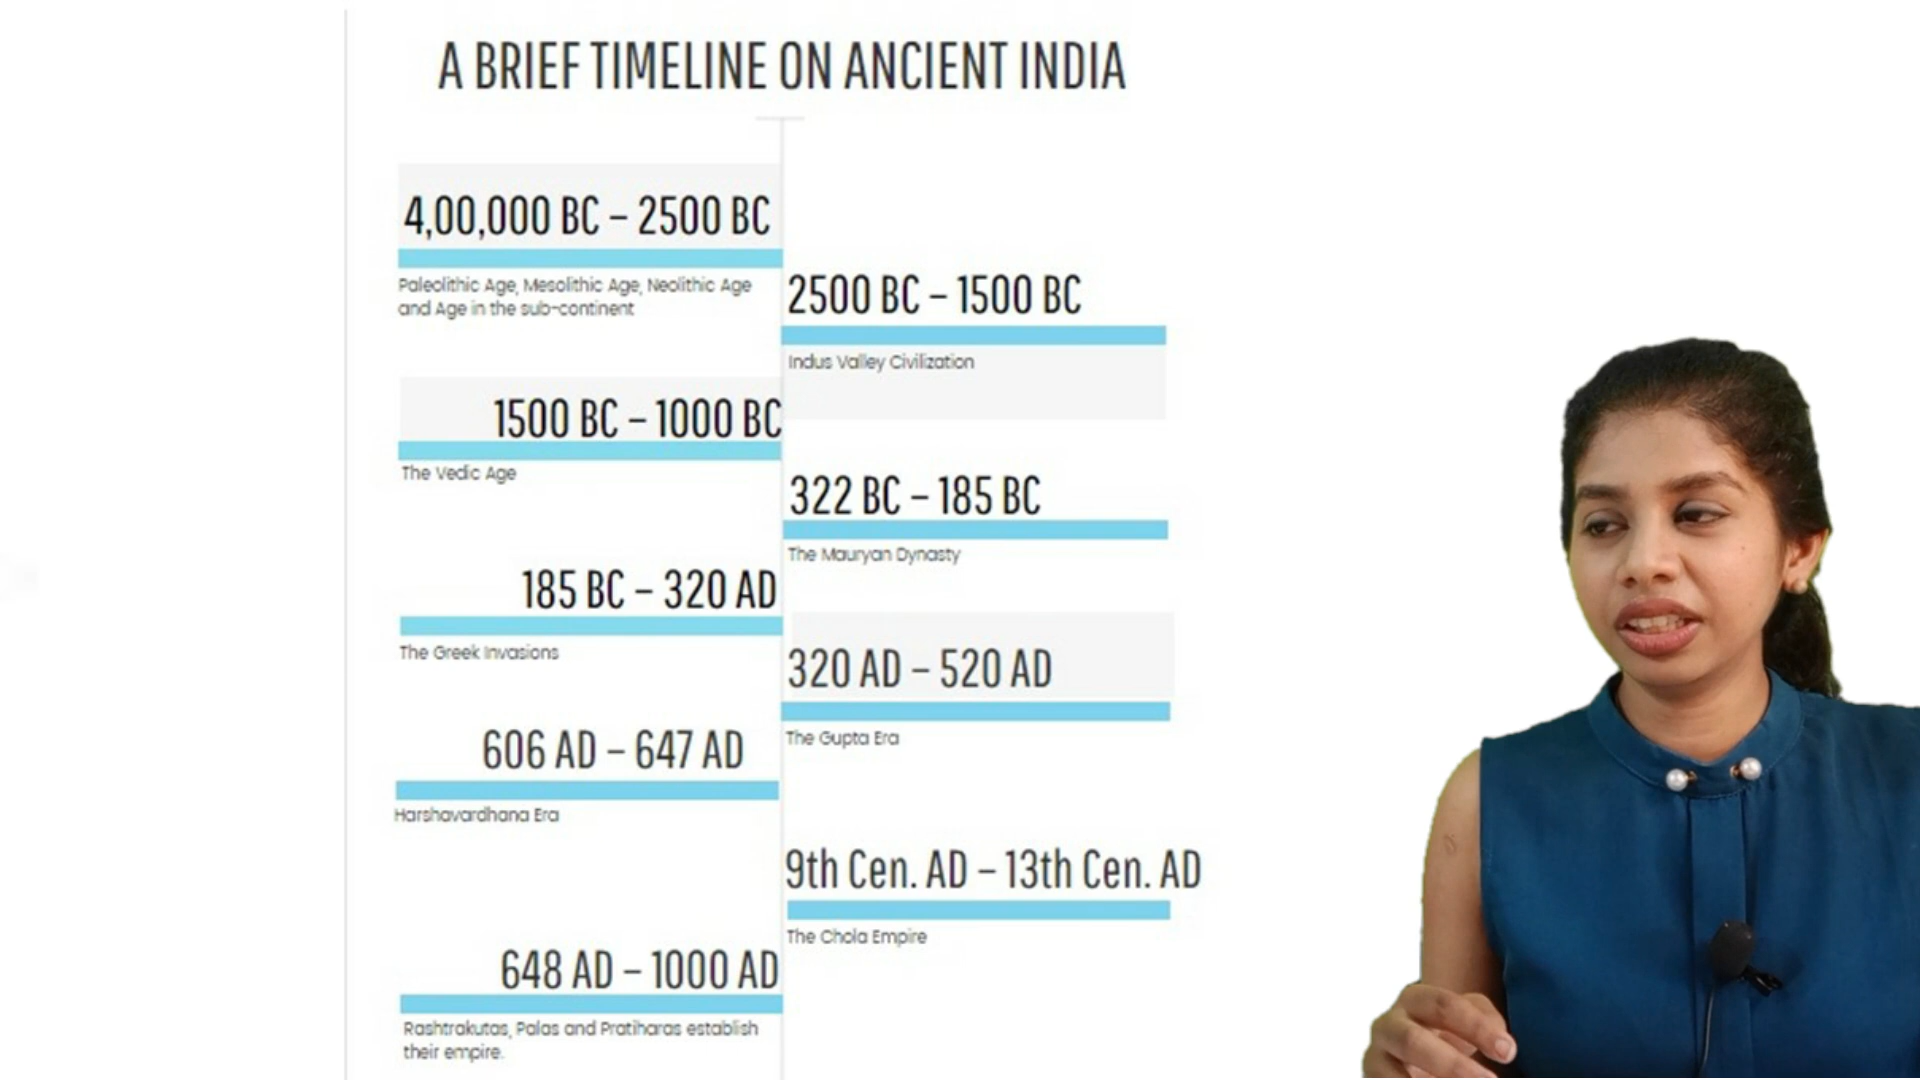 A BRIEF TIMELINE ON ANCIENT INDIA
4,00,000 BC – 2500 BC
Paleolithic Age, Mesolithic Age, Neolithic Age
and Age in the sub-continent
2500 BC – 1500 BC
Indus Valley Civilization
1500 BC – 1000 BC
The Vedic Age
322 BC – 185 BC
The Mauryan Dynasty
185 BC – 320 AD
The Greek Invasions
320 AD – 520 AD
The Gupta Era
606 AD – 647 AD
Harshavardhana Era
9th Cen. AD – 13th Cen. AD
The Chola Empire
648 AD – 1000 AD
Rashtrakutas, Palas and Pratiharas establish
their empire.